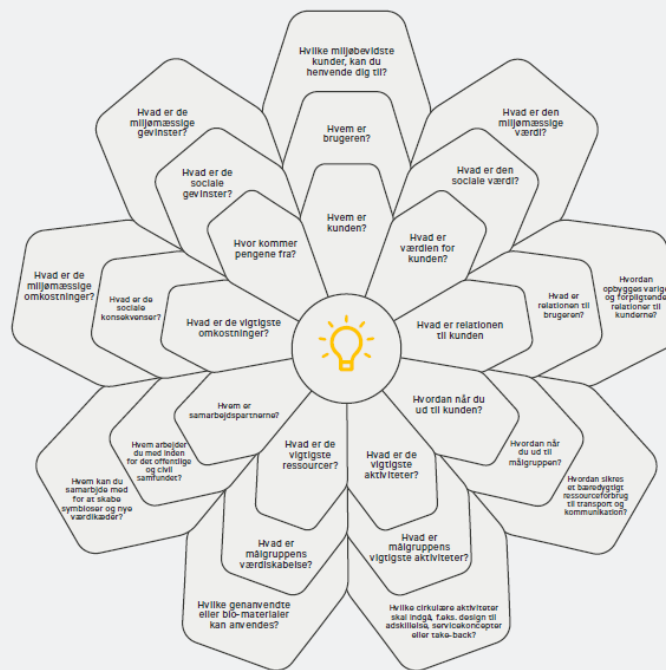 Hvilke miljøbevidste
kunder, kan du
henvende dig til?
Hvem er
brugeren?
Hvem er
kunden?
Hvad er den
miljømæssige
værdi?
Hvad er den
sociale værdi?
Hvad er
værdien for
kunden?
Hvordan
opbygges varige
og forpligtende
relationer til
kunderne?
Hvad er
relation til
brugeren?
Hvad er relationen
til kunden
Hvordan sikres
et bæredygtigt
ressourceforbrug
til transport og
kommunikation?
Hvordan når
du ud til
målgruppen?
Hvordan når du
ud til kunden?
Hvilke cirkulære aktiviteter
skal indgå, f.eks. design til
adskillelse, servicekoncepter
eller take-back?
Hvad er
målgruppens
vigtigste aktiviteter?
Hvad er de
vigtigste
aktiviteter?
Hvilke genanvendte
eller bio-materialer
kan anvendes?
Hvad er
målgruppens
værdiskabelse?
Hvad er de
vigtigste
ressourcer?
Hvem kan du
samarbjde med
for at skabe
symbioser og nye
værdikæder?
Hvem arbejder
du med inden
for det offentlige
og civil
samfundet?
Hvem er
samarbejdspartnerne?
Hvad er de
miljømæssige
omkostninger?
Hvad er de
sociale
konsekvenser?
Hvad er de vigtigste
omkostninger?
Hvad er de
miljømæssige
gevinster?
Hvad er de
sociale
gevinster?
Hvor kommer
pengene fra?